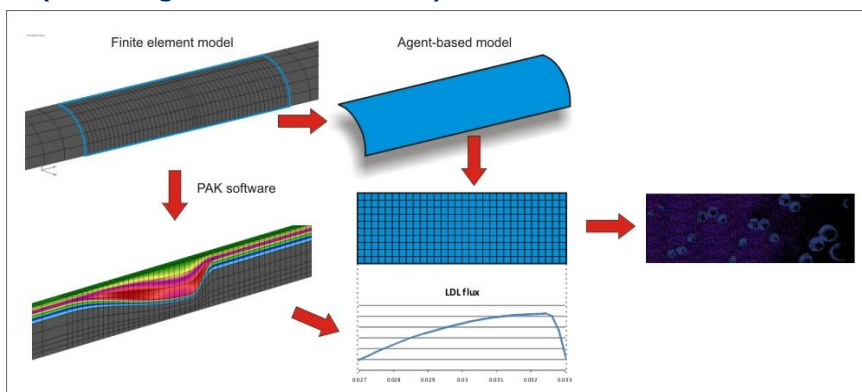 Finite element model
Agent-based model
PAK software
LDL flux
0.027 0.028 0.029 0.03 0.031 0.032 0.033